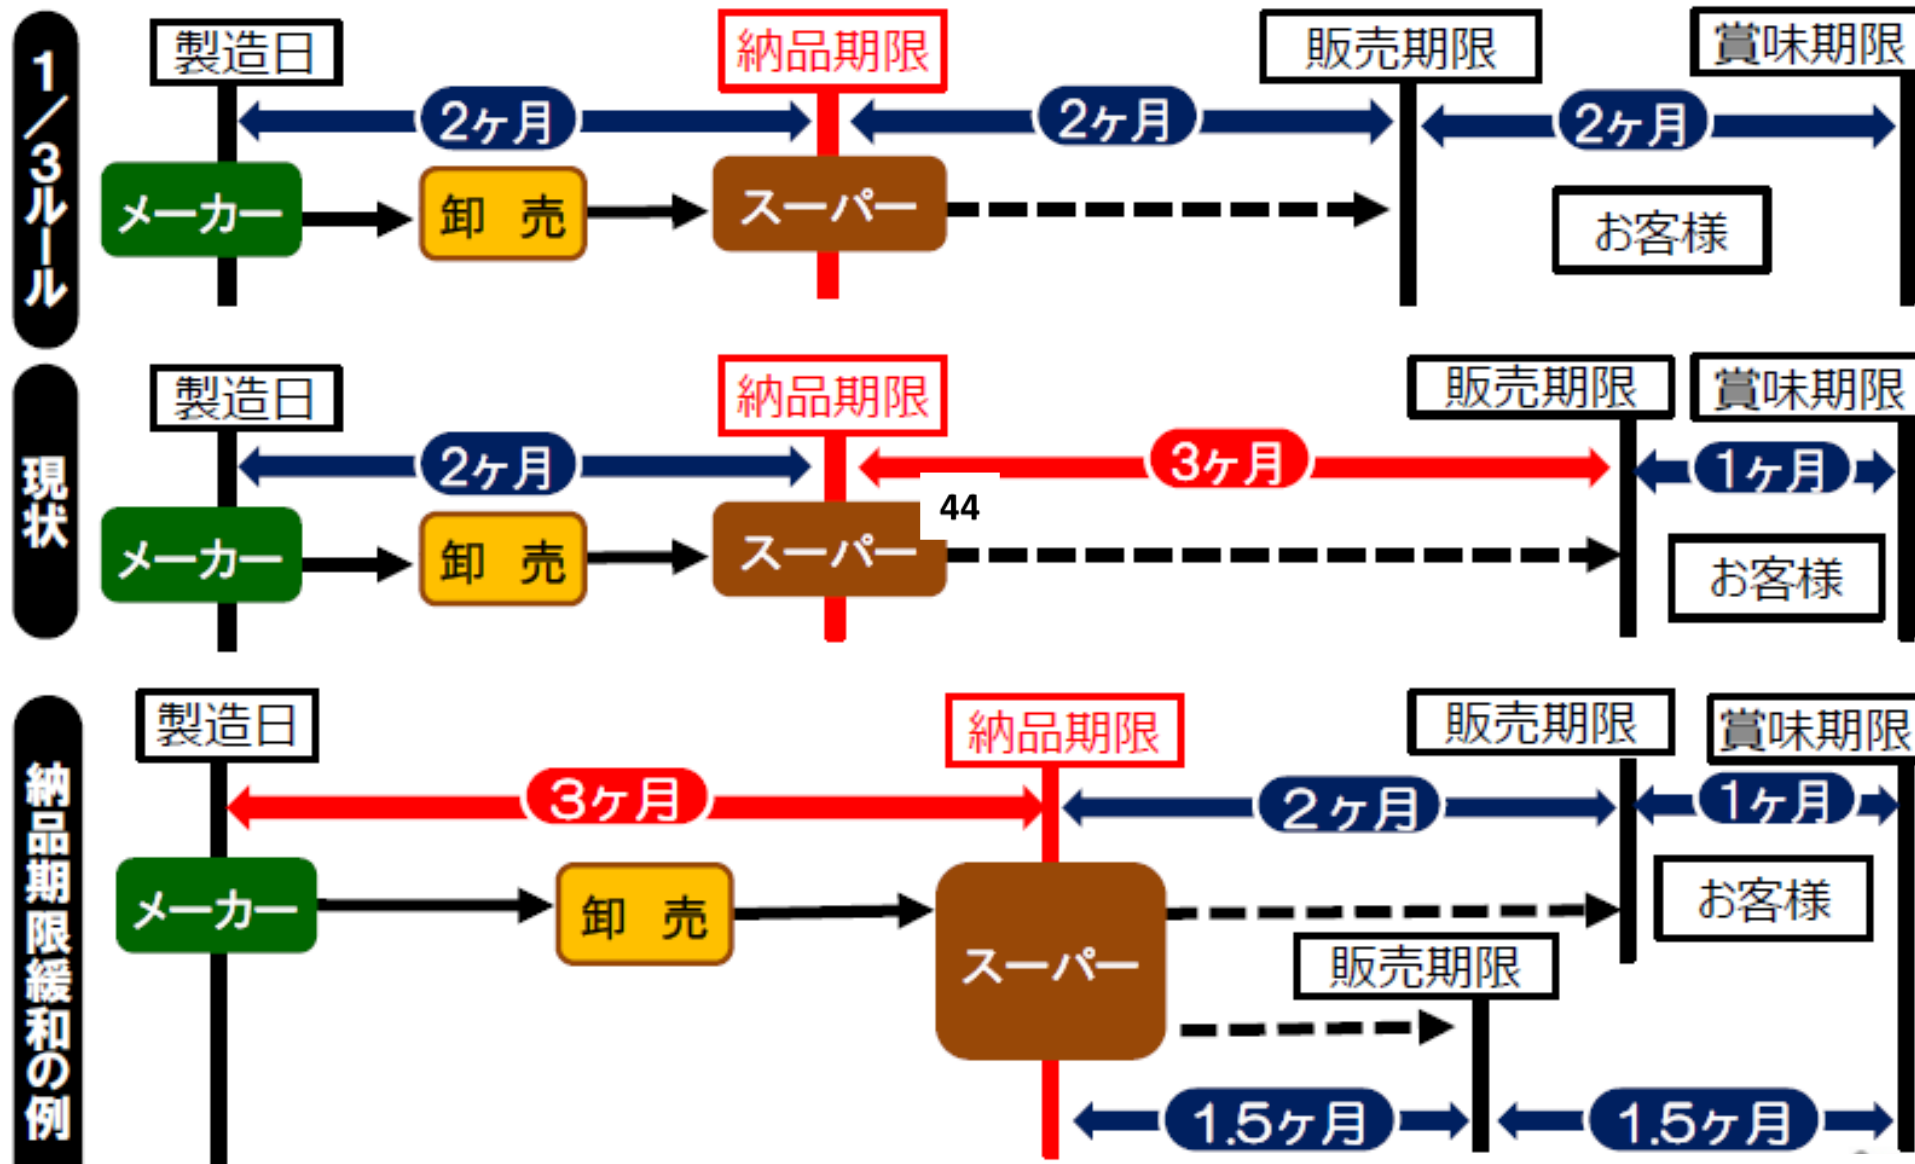 1/3ルール
製造日
納品期限
販売期限
賞味期限
2ヶ月
2ヶ月
2ヶ月
メーカー
卸 売
スーパー
お客様
現状
製造日
納品期限
販売期限
賞味期限
2ヶ月
3ヶ月
1ヶ月
44
メーカー
卸 売
スーパー
お客様
納品期限緩和の例
製造日
納品期限
販売期限
賞味期限
3ヶ月
2ヶ月
1ヶ月
メーカー
卸 売
スーパー
お客様
販売期限
1.5ヶ月
1.5ヶ月